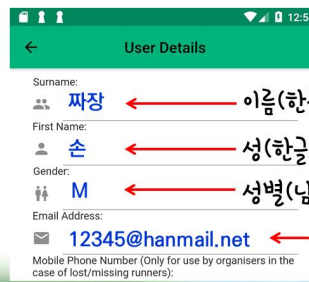 12:5
User Details
Surname:
짜장
이름(한
First Name:
손
성(한글
Gender:
M
성별(남
Email Address:
12345@hanmail.net
Mobile Phone Number (Only for use by organisers in the
case of lost/missing runners):